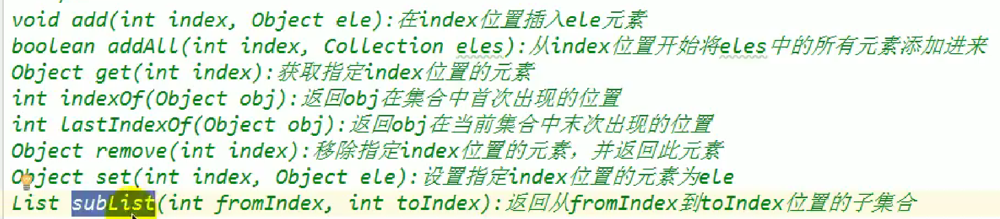 void add(int index, Object ele):在index位置插入ele元素
boolean addAll(int index, Collection eles):从index位置开始将eles中的所有元素添加进来
Object get(int index):获取指定index位置的元素
int indexOf(Object obj):返回obj在集合中首次出现的位置
int lastIndexOf(Object obj):返回obj在当前集合中末次出现的位置
Object remove(int index):移除指定index位置的元素，并返回此元素
Object set(int index, Object ele):设置指定index位置的元素为ele
List subList(int fromIndex, int toIndex):返回从fromIndex到toIndex位置的子集合